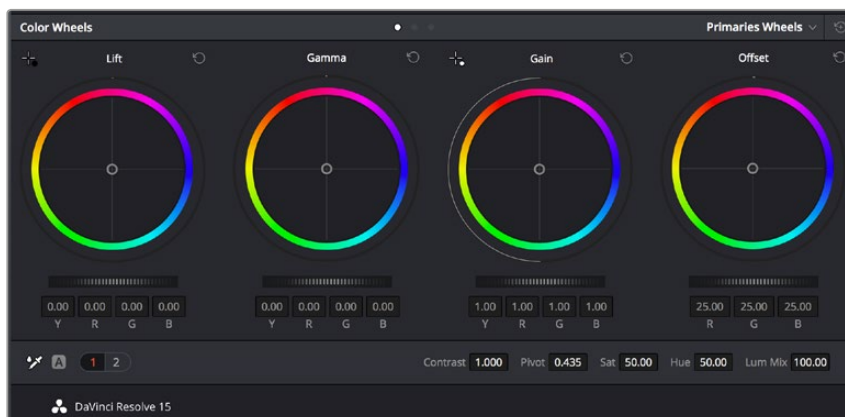 Color Wheels Primaries Wheels
Lift Gamma Gain Offset
0.00 0.00 0.00 0.00 0.00 0.00 0.00 0.00 1.00 1.00 1.00 1.00 25.00 25.00 25.00
Y R G B Y R G B Y R G B R G B
A 1 2 Contrast 1.000 Pivot 0.435 Sat 50.00 Hue 50.00 Lum Mix 100.00
DaVinci Resolve 15